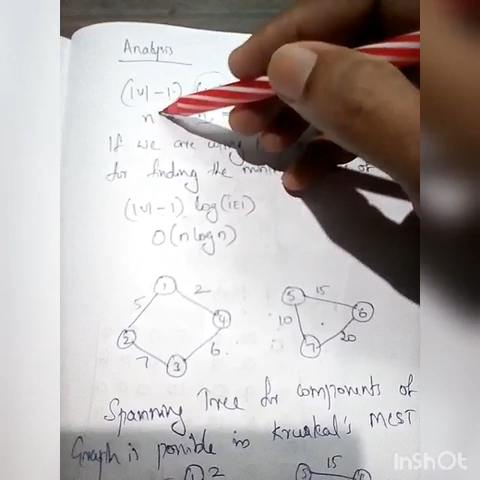 Analysis
(|V|-1)
n
If we are using
for finding the of
(|V|-1) log(|E|)
O(n log n)
1 2 5 15
5 4 6
10
2 6. 20
7 3 7
Spanning Tree for components of
Graph is possible in Kruskal's MCST
1 2 15
InShOt